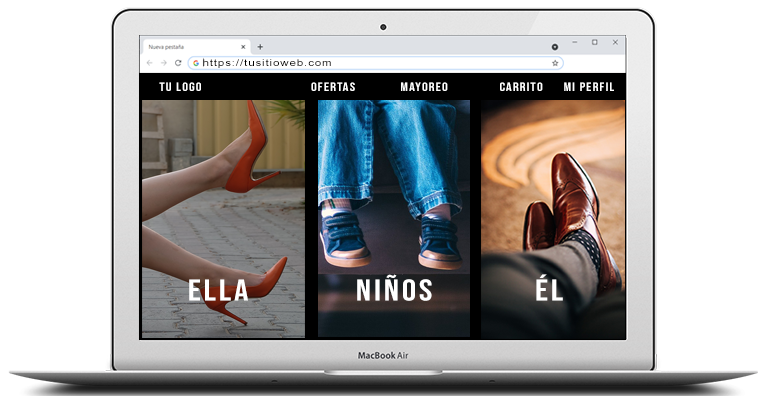 Nueva pestaña
https://tusitioweb.com
TU LOGO OFERTAS MAYOREO CARRITO MI PERFIL
ELLA NIÑOS ÉL
MacBook Air